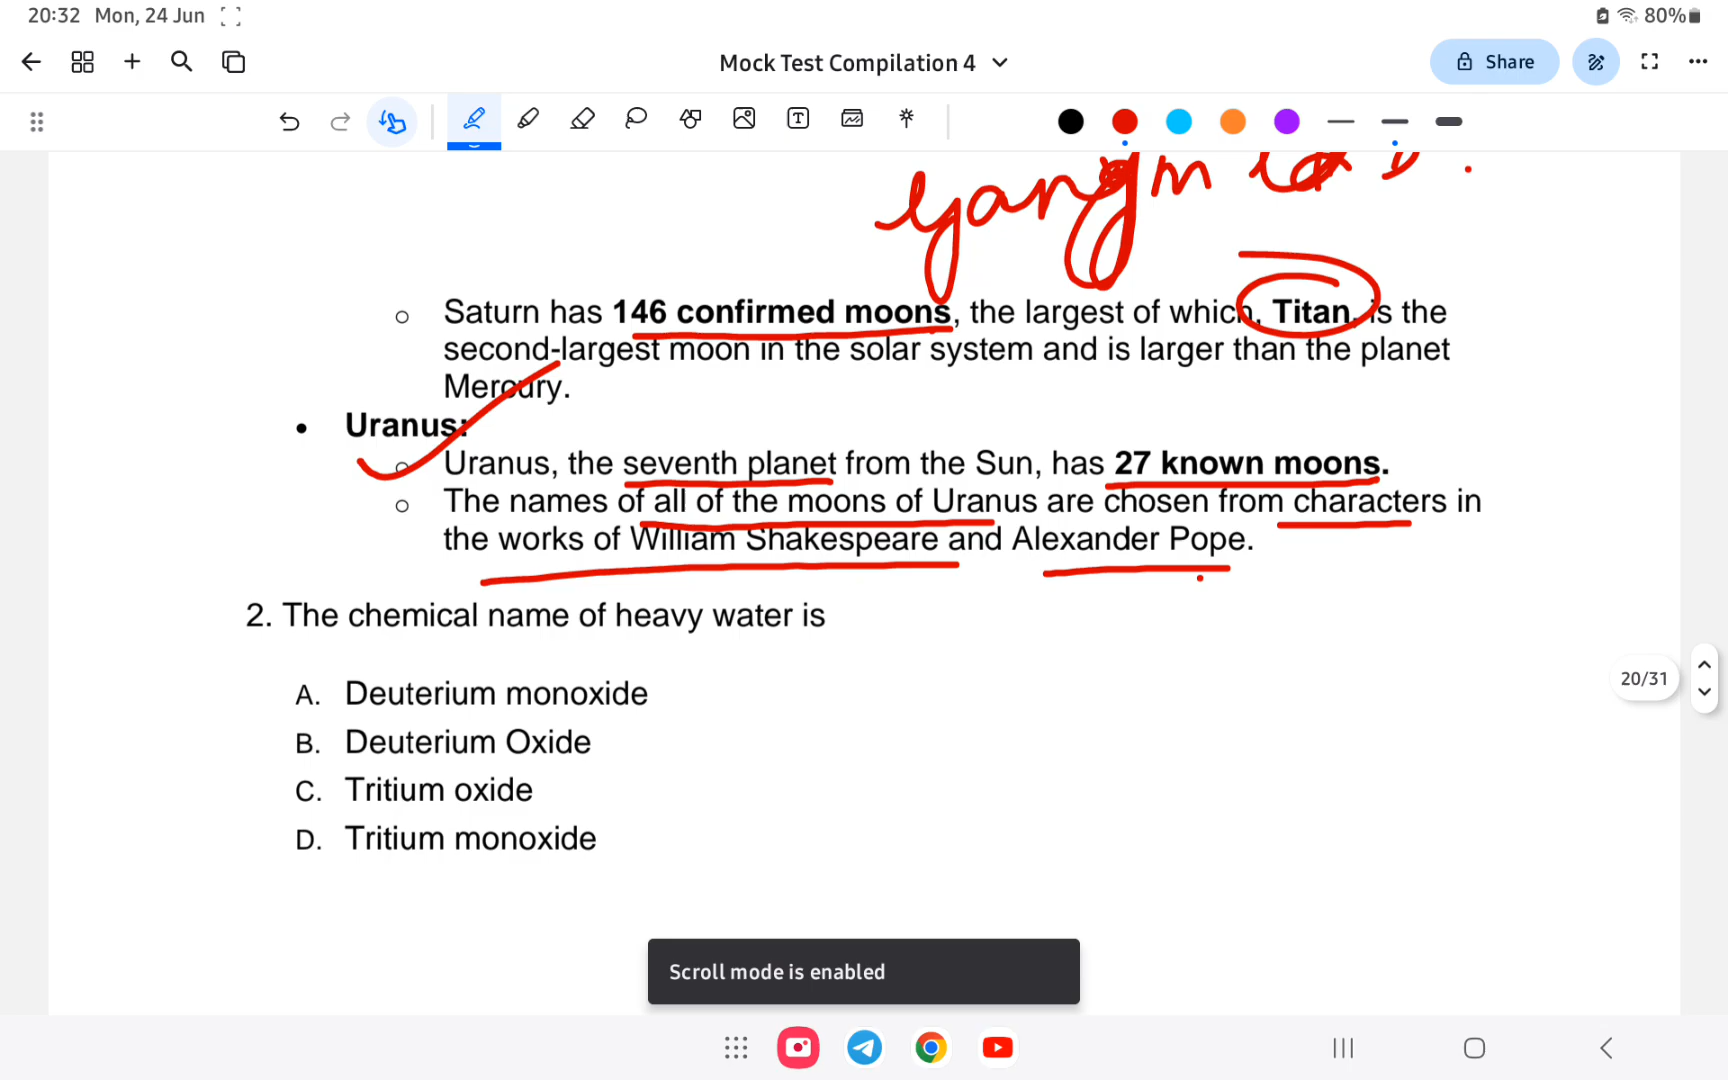 20:32 Mon, 24 Jun
80%
Mock Test Compilation 4
Share
Saturn has 146 confirmed moons, the largest of which, Titan, is the
second-largest moon in the solar system and is larger than the planet
Mercury.
Uranus:
Uranus, the seventh planet from the Sun, has 27 known moons.
The names of all of the moons of Uranus are chosen from characters in
the works of William Shakespeare and Alexander Pope.
2. The chemical name of heavy water is
A. Deuterium monoxide
B. Deuterium Oxide
C. Tritium oxide
D. Tritium monoxide
20/31
Scroll mode is enabled